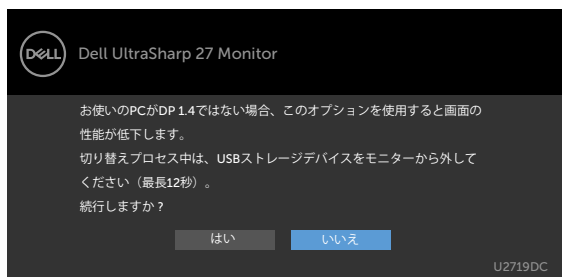 DELL
Dell UltraSharp 27 Monitor
お使いのPCがDP 1.4ではない場合、このオプションを使用すると画面の
性能が低下します。
切り替えプロセス中は、USBストレージデバイスをモニターから外して
ください（最長12秒）。
続行しますか？
はい いいえ
U2719DC